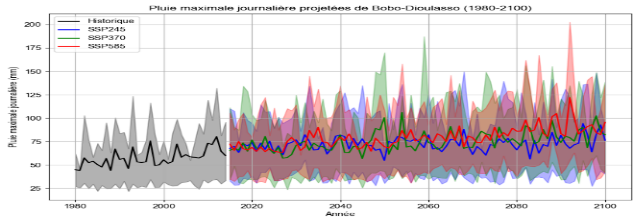 Pluie maximale journalière projetées de Bobo-Dioulasso (1980-2100)
Historique
SSP245
SSP370
SSP585
Pluie maximale journalière (mm)
200
175
150
125
100
75
50
25
1980
2000
2020
2040
2060
2080
2100
Année